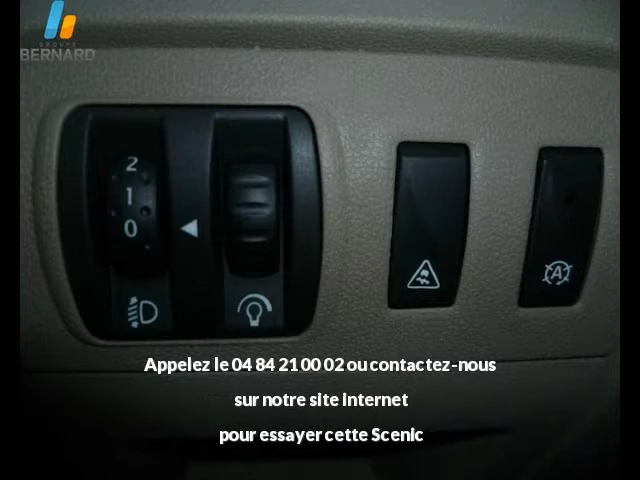 GROUPE
BERNARD
2
1
0
A
Appelez le 04 84 21 00 02 ou contactez-nous
sur notre site internet
pour essayer cette Scenic